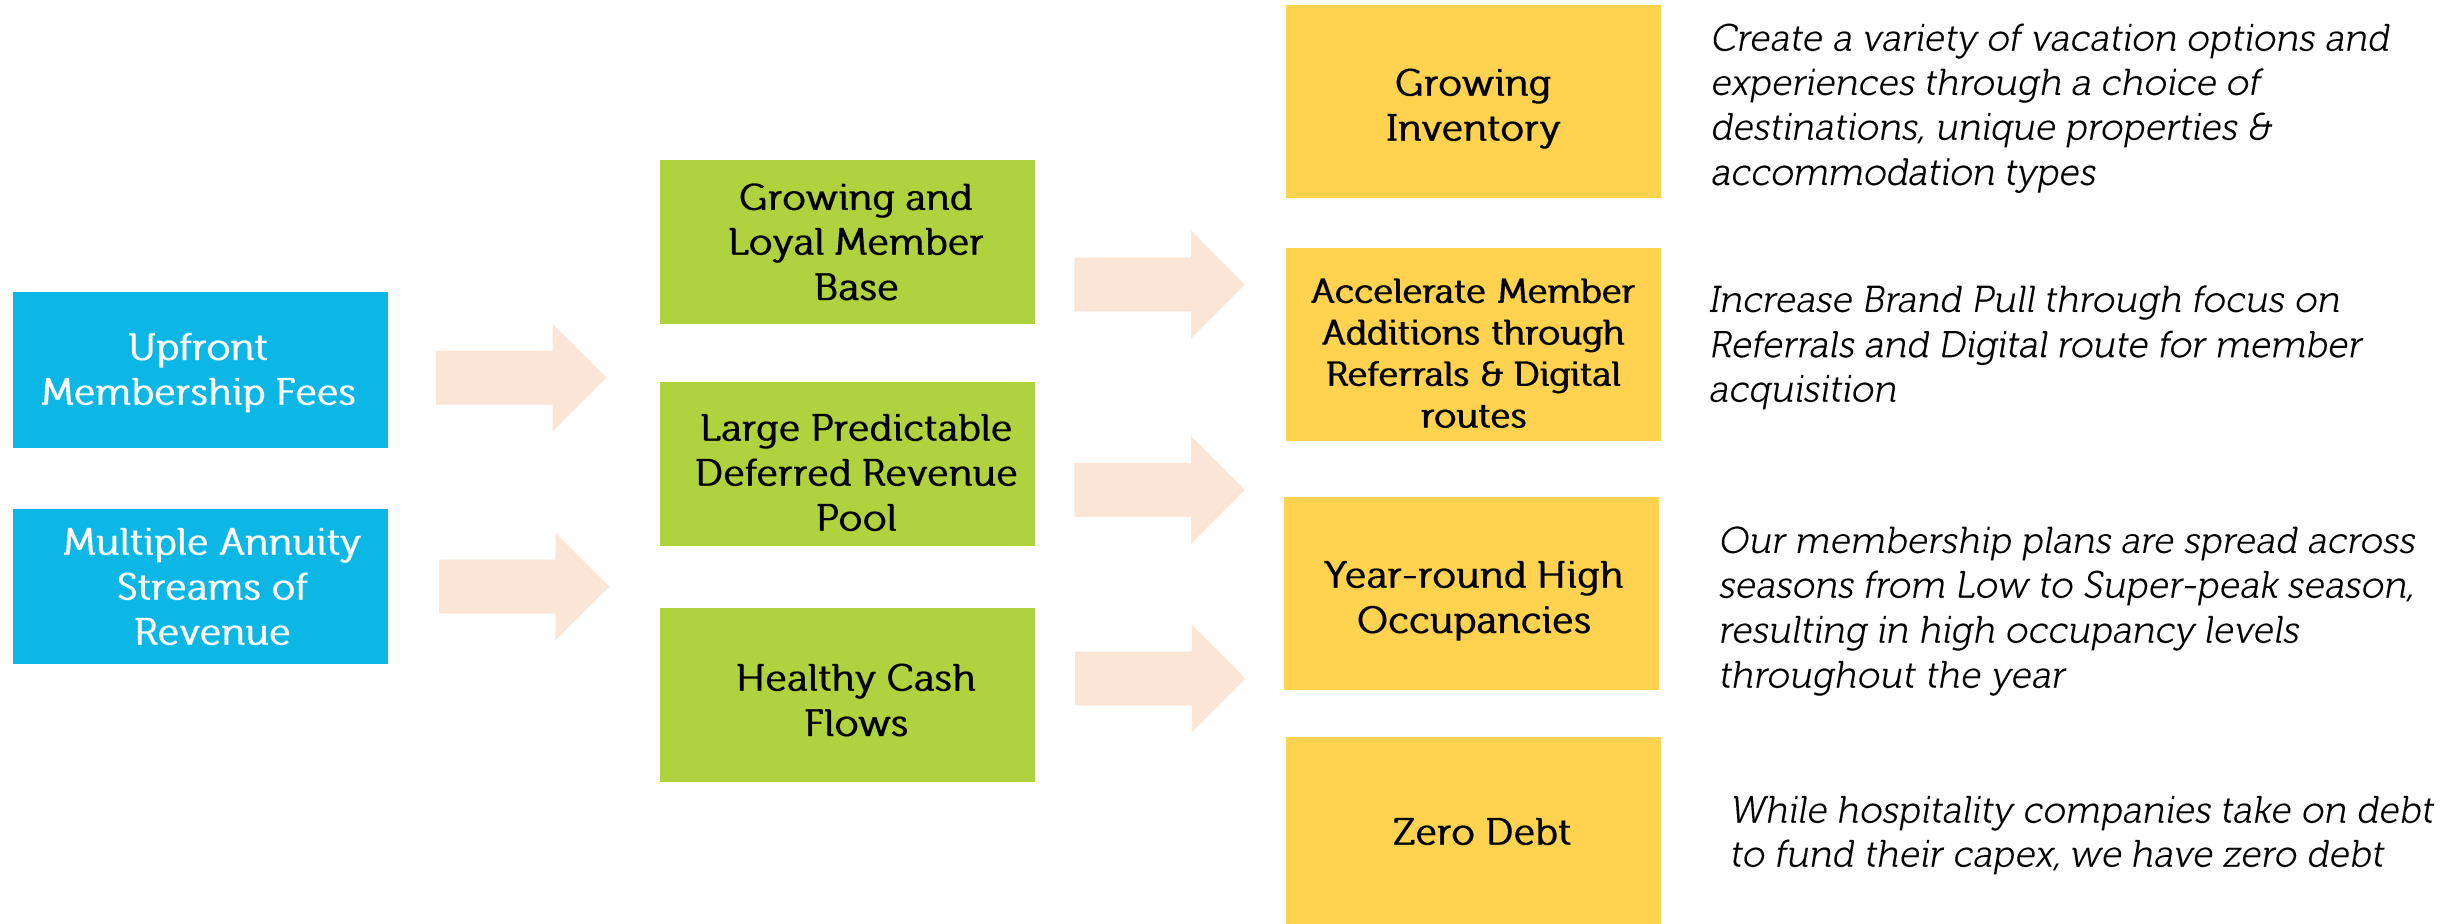 Upfront
Membership Fees
Multiple Annuity
Streams of
Revenue
Growing and
Loyal Member
Base
Large Predictable
Deferred Revenue
Pool
Healthy Cash
Flows
Growing
Inventory
Create a variety of vacation options and
experiences through a choice of
destinations, unique properties &
accommodation types
Accelerate Member
Additions through
Referrals & Digital
routes
Increase Brand Pull through focus on
Referrals and Digital route for member
acquisition
Year-round High
Occupancies
Our membership plans are spread across
seasons from Low to Super-peak season,
resulting in high occupancy levels
throughout the year
Zero Debt
While hospitality companies take on debt
to fund their capex, we have zero debt